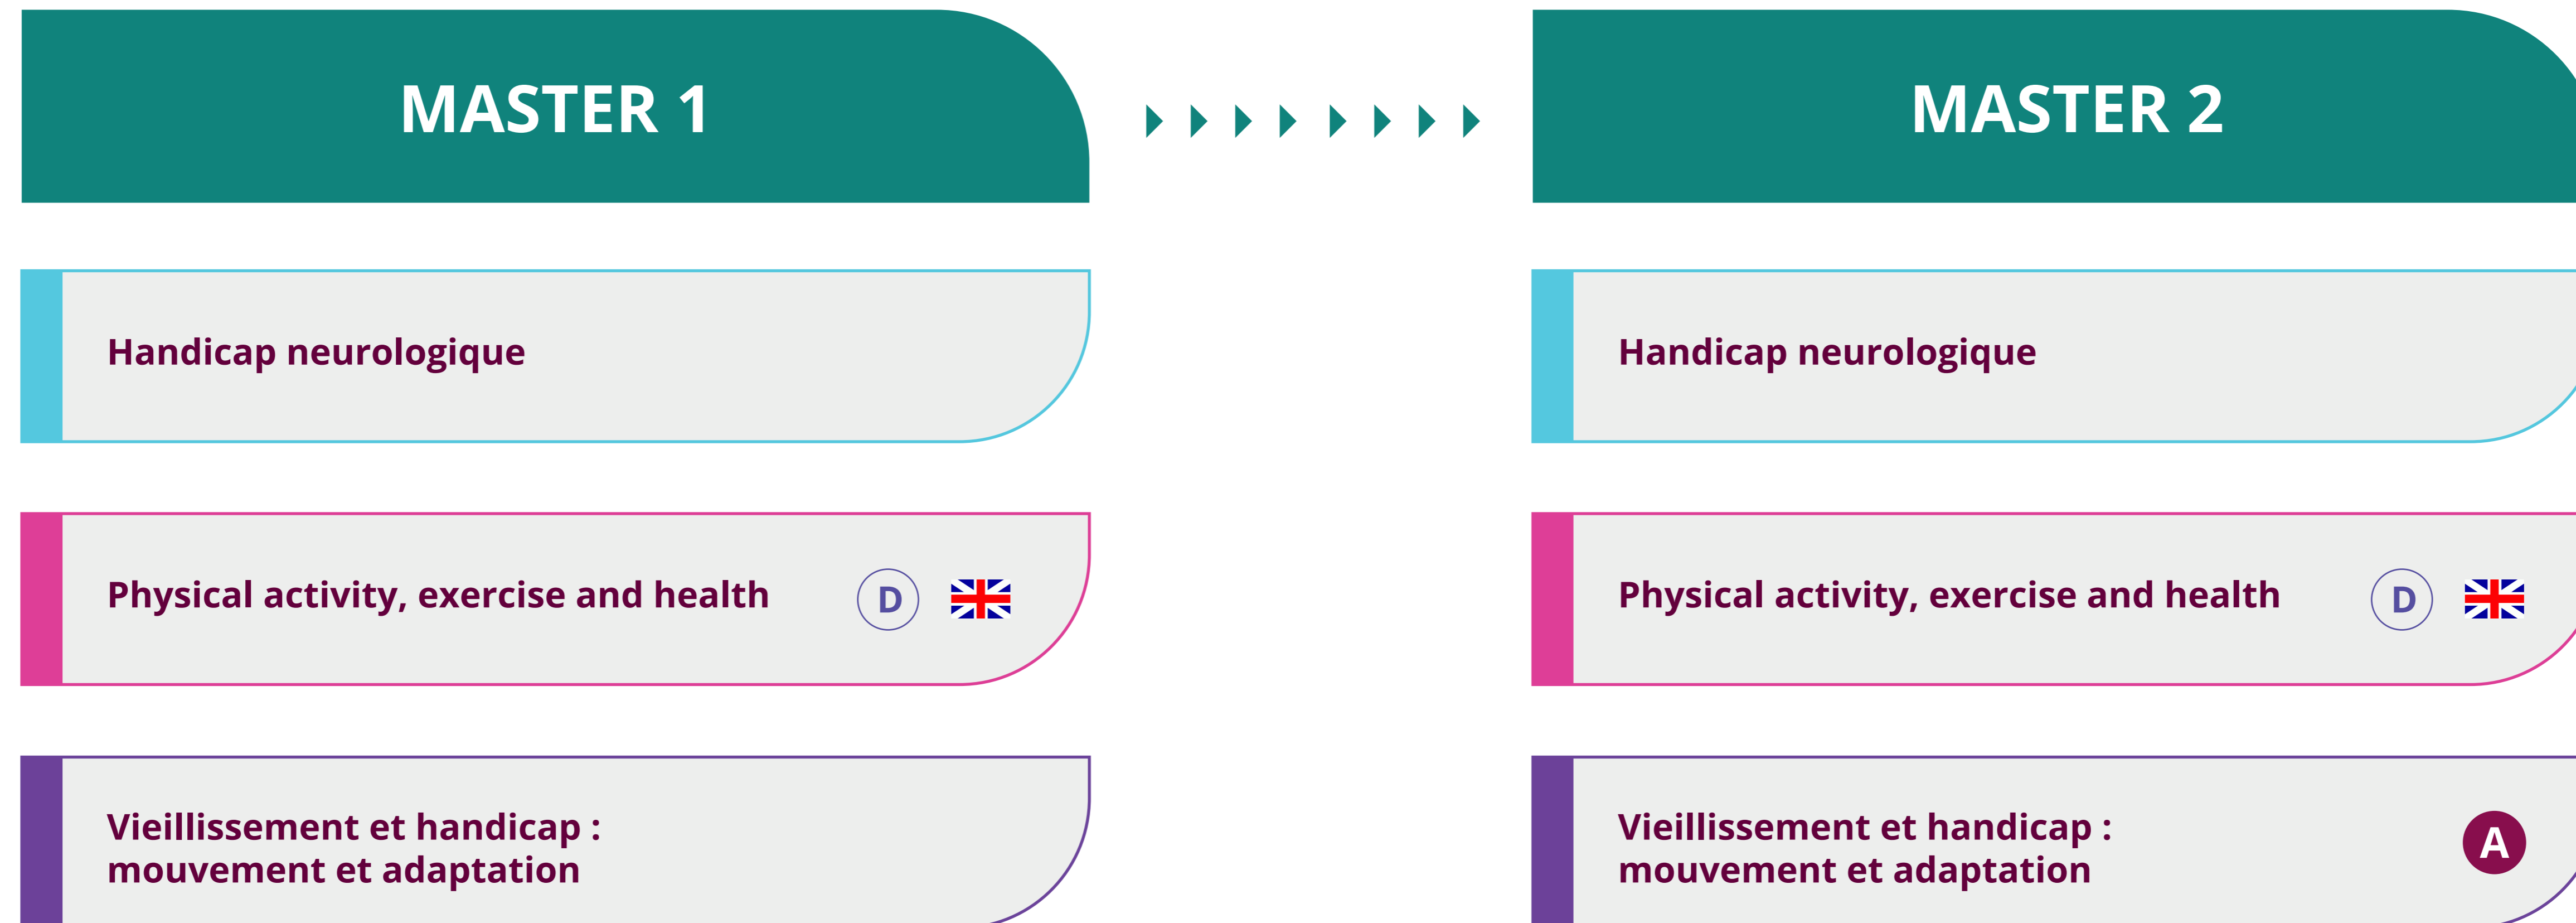 MASTER 1
MASTER 2
Handicap neurologique
Handicap neurologique
Physical activity, exercise and health D
Physical activity, exercise and health D
Vieillissement et handicap :
mouvement et adaptation
Vieillissement et handicap :
mouvement et adaptation
A